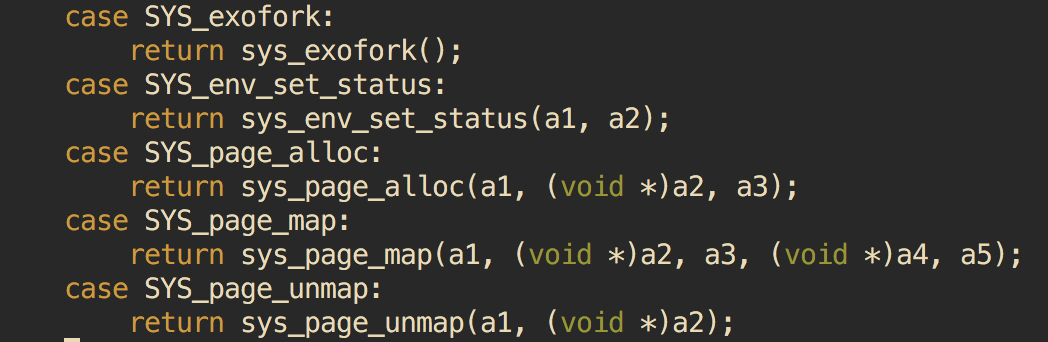 case SYS_exofork:
return sys_exofork();
case SYS_env_set_status:
return sys_env_set_status(a1, a2);
case SYS_page_alloc:
return sys_page_alloc(a1, (void *)a2, a3);
case SYS_page_map:
return sys_page_map(a1, (void *)a2, a3, (void *)a4, a5);
case SYS_page_unmap:
return sys_page_unmap(a1, (void *)a2);